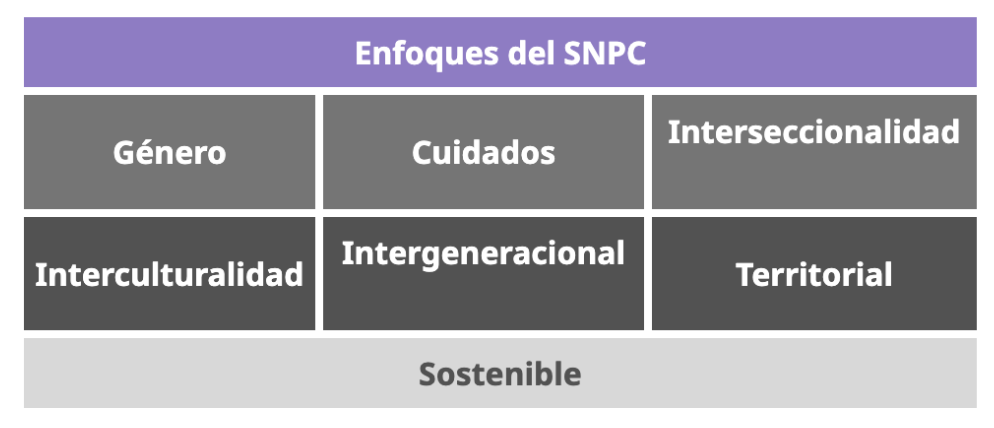 Enfoques del SNPC
Género
Cuidados
Interseccionalidad
Interculturalidad
Intergeneracional
Territorial
Sostenible